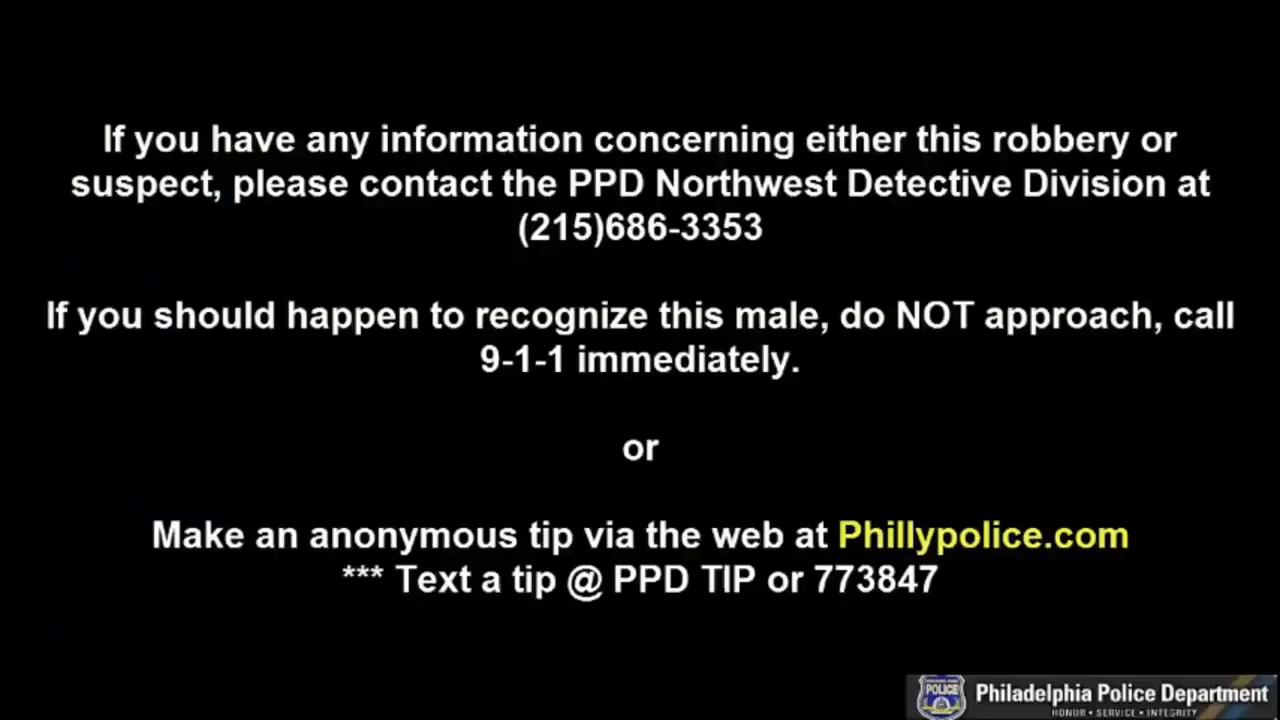 If you have any information concerning either this robbery or
suspect, please contact the PPD Northwest Detective Division at
(215)686-3353
If you should happen to recognize this male, do NOT approach, call
9-1-1 immediately.
or
Make an anonymous tip via the web at Phillypolice.com
*** Text a tip @ PPD TIP or 773847
POLICE
Philadelphia Police Department
HONOR • SERVICE • INTEGRITY